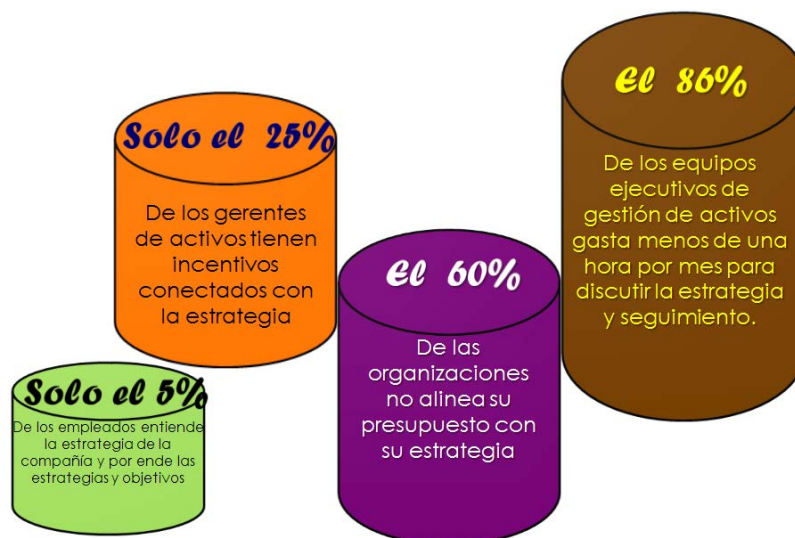 Solo el 5%
De los empleados entiende
la estrategia de la
compañía y por ende las
estrategias y objetivos
Solo el 25%
De los gerentes
de activos tienen
incentivos
conectados con
la estrategia
El 60%
De las
organizaciones
no alinea su
presupuesto con
su estrategia
El 86%
De los equipos
ejecutivos de
gestión de activos
gasta menos de una
hora por mes para
discutir la estrategia
y seguimiento.